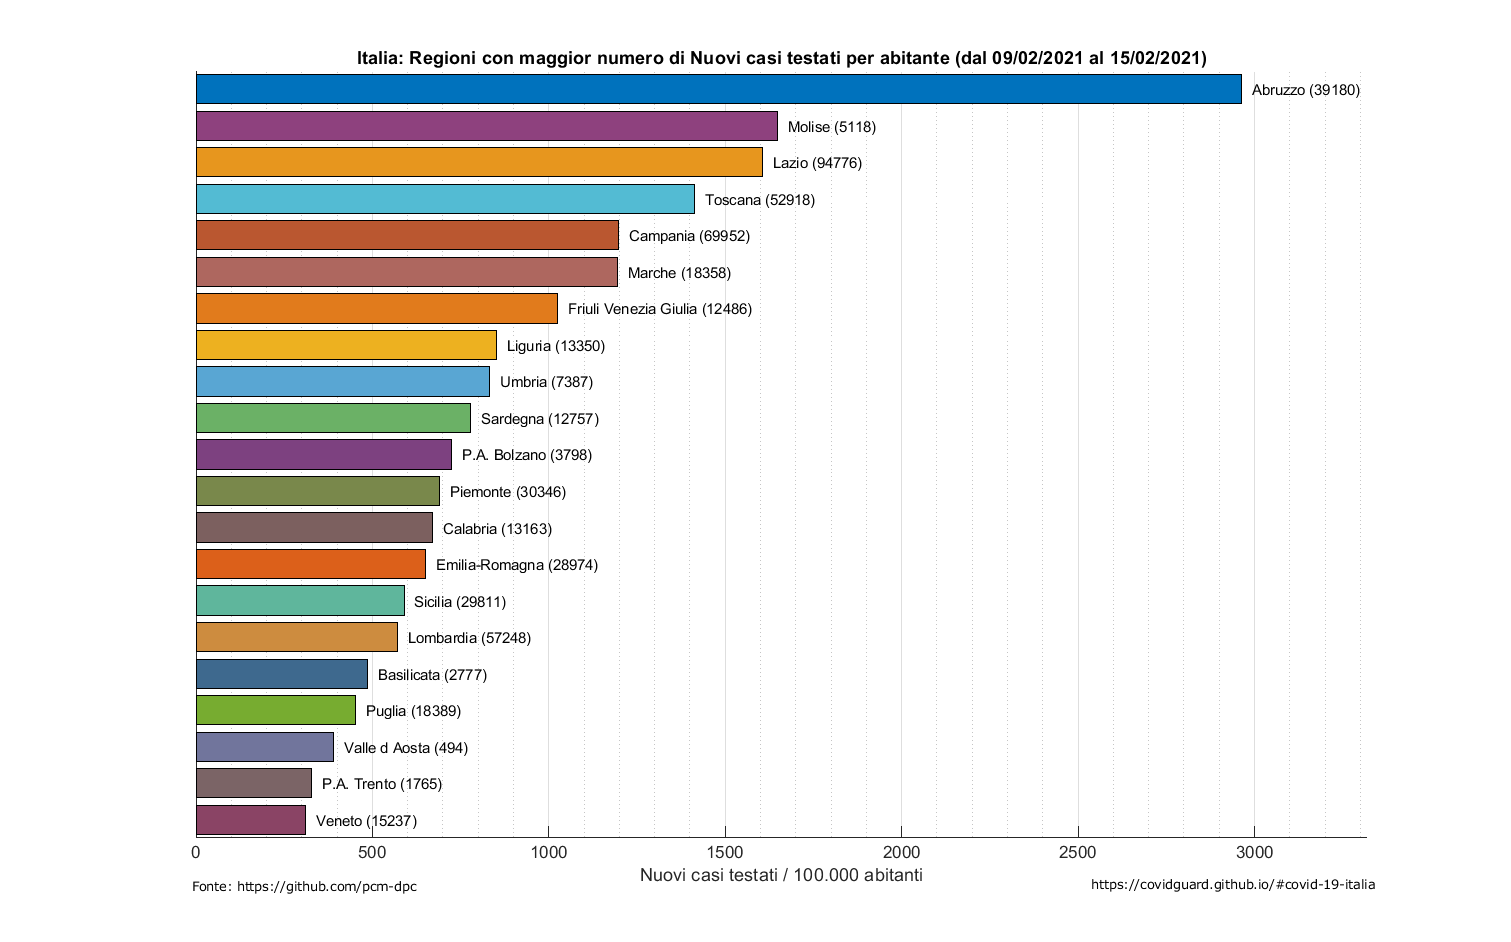 Italia: Regioni con maggior numero di Nuovi casi testati per abitante (dal 09/02/2021 al 15/02/2021)
Abruzzo (39180)
Molise (5118)
Lazio (94776)
Toscana (52918)
Campania (69952)
Marche (18358)
Friuli Venezia Giulia (12486)
Liguria (13350)
Umbria (7387)
Sardegna (12757)
P.A. Bolzano (3798)
Piemonte (30346)
Calabria (13163)
Emilia-Romagna (28974)
Sicilia (29811)
Lombardia (57248)
Basilicata (2777)
Puglia (18389)
Valle d Aosta (494)
P.A. Trento (1765)
Veneto (15237)
0 500 1000 1500 2000 2500 3000
Nuovi casi testati / 100.000 abitanti
Fonte: https://github.com/pcm-dpc
https://covidguard.github.io/#covid-19-italia